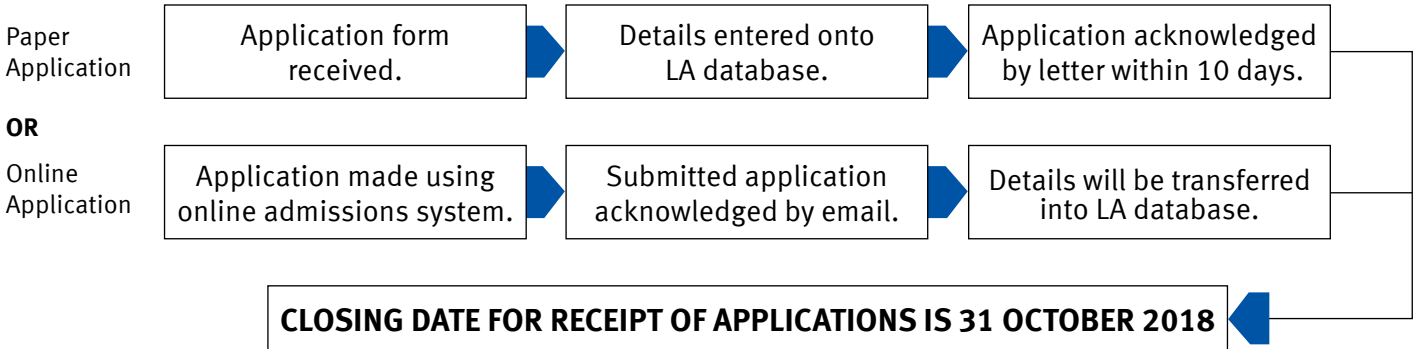 Paper
Application
Application form
received.
Details entered onto
LA database.
Application acknowledged
by letter within 10 days.
OR
Online
Application
Application made using
online admissions system.
Submitted application
acknowledged by email.
Details will be transferred
into LA database.
CLOSING DATE FOR RECEIPT OF APPLICATIONS IS 31 OCTOBER 2018